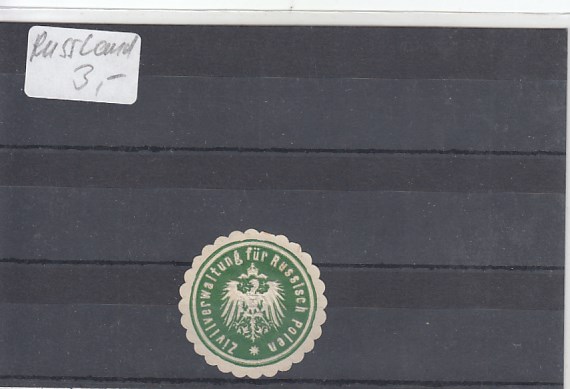 Russland
3,-
Zivilverwaltung für Russisch Polen